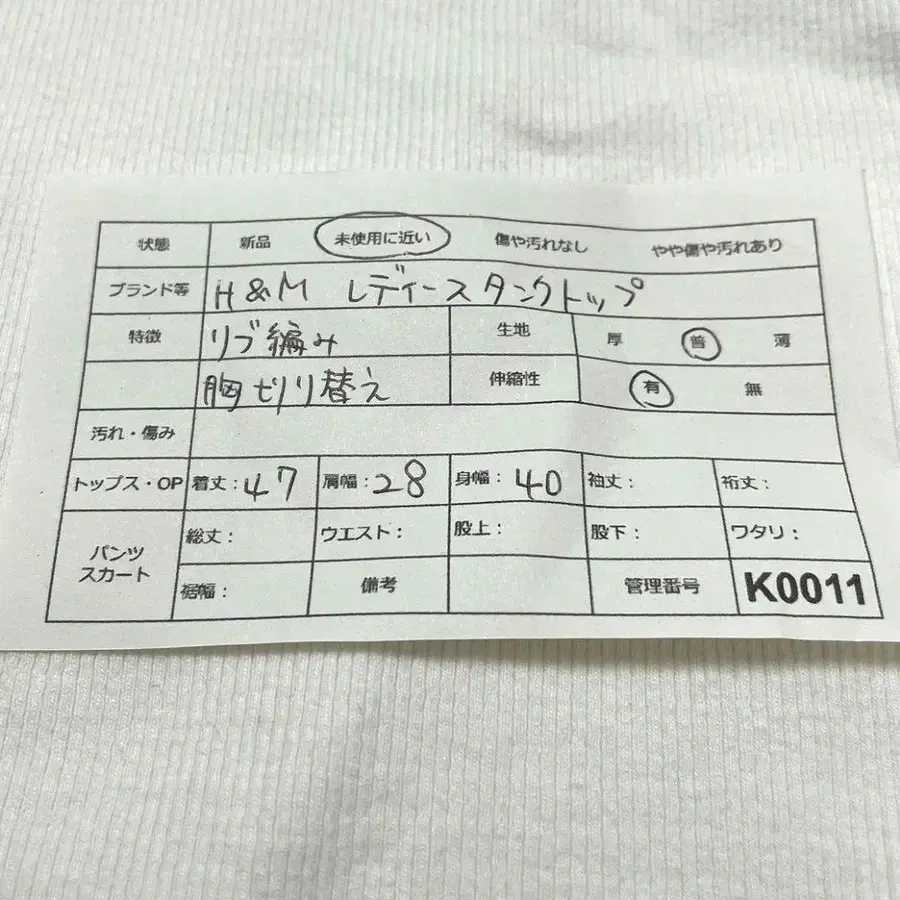 状態 新品 未使用に近い 傷や汚れなし やや傷や汚れあり
ブランド等 H&M レディースタンクトップ
特徴 リブ編み 生地 厚 普 薄
胸切り替え 伸縮性 有 無
汚れ・傷み
トップス・OP 着丈:47 肩幅:28 身幅:40 袖丈: 裄丈:
パンツ スカート 総丈: ウエスト: 股上: 股下: ワタリ:
裾幅: 備考 管理番号 K0011